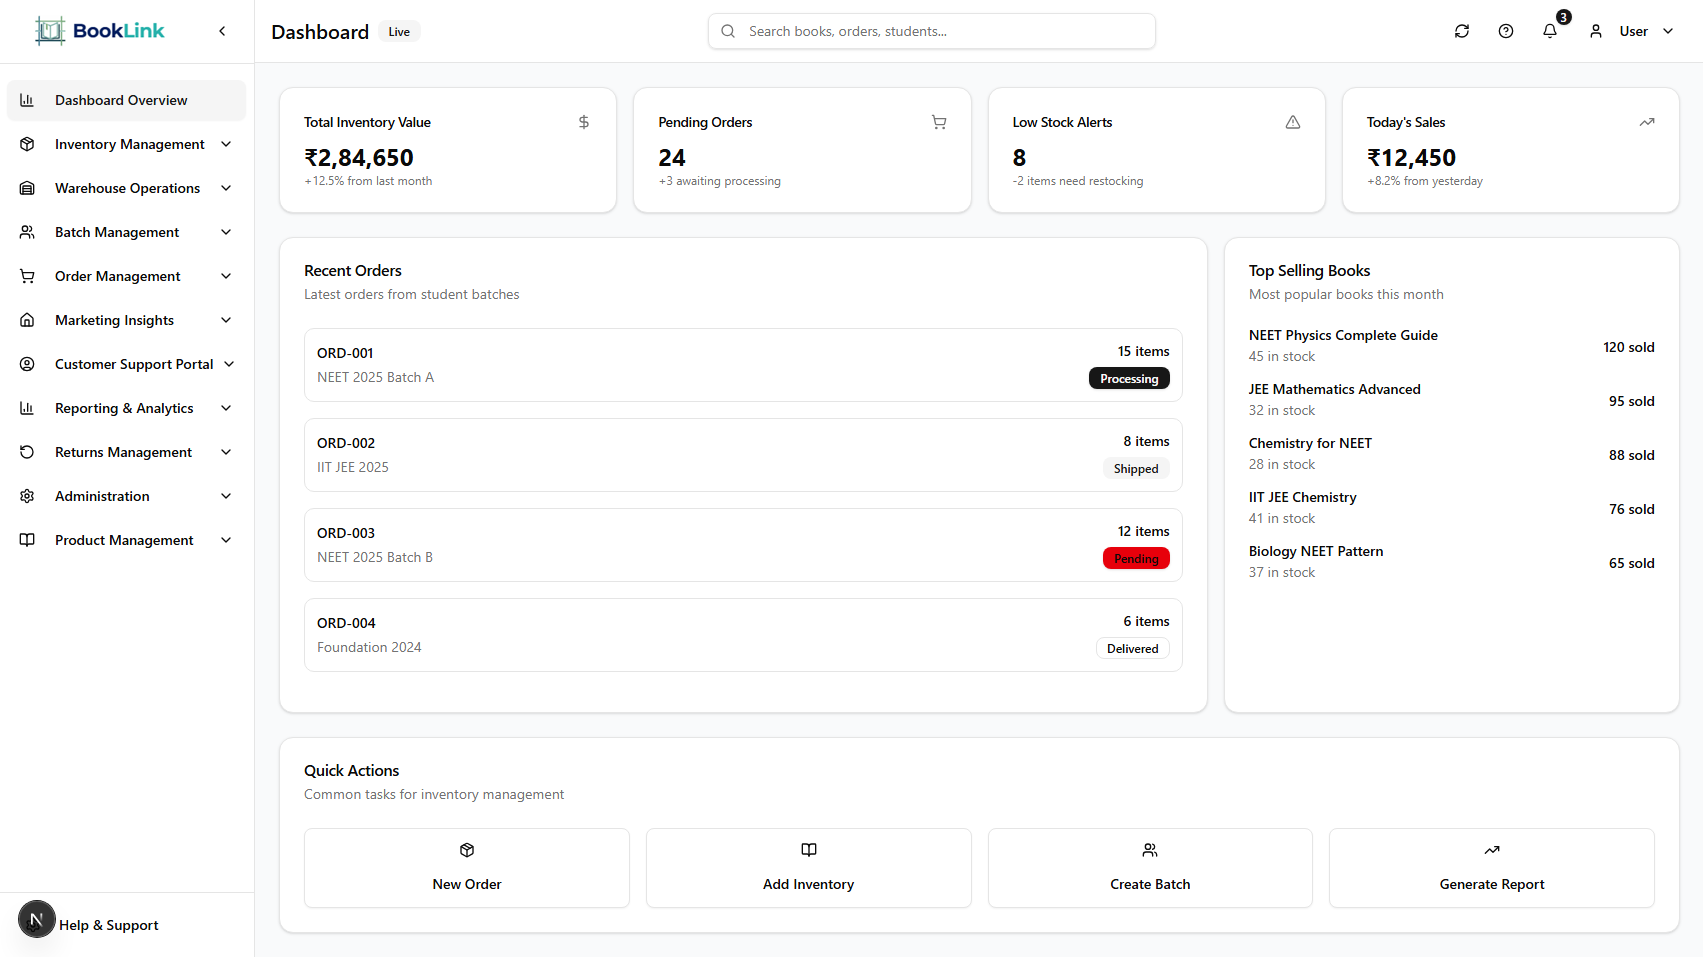 BookLink
Dashboard
Live
Search books, orders, students...
3
User
Dashboard Overview
Inventory Management
Warehouse Operations
Batch Management
Order Management
Marketing Insights
Customer Support Portal
Reporting & Analytics
Returns Management
Administration
Product Management
N
Help & Support
Total Inventory Value
₹2,84,650
+12.5% from last month
Pending Orders
24
+3 awaiting processing
Low Stock Alerts
8
-2 items need restocking
Today's Sales
₹12,450
+8.2% from yesterday
Recent Orders
Latest orders from student batches
ORD-001
15 items
NEET 2025 Batch A
Processing
ORD-002
8 items
IIT JEE 2025
Shipped
ORD-003
12 items
NEET 2025 Batch B
Pending
ORD-004
6 items
Foundation 2024
Delivered
Top Selling Books
Most popular books this month
NEET Physics Complete Guide
45 in stock
120 sold
JEE Mathematics Advanced
32 in stock
95 sold
Chemistry for NEET
28 in stock
88 sold
IIT JEE Chemistry
41 in stock
76 sold
Biology NEET Pattern
37 in stock
65 sold
Quick Actions
Common tasks for inventory management
New Order
Add Inventory
Create Batch
Generate Report